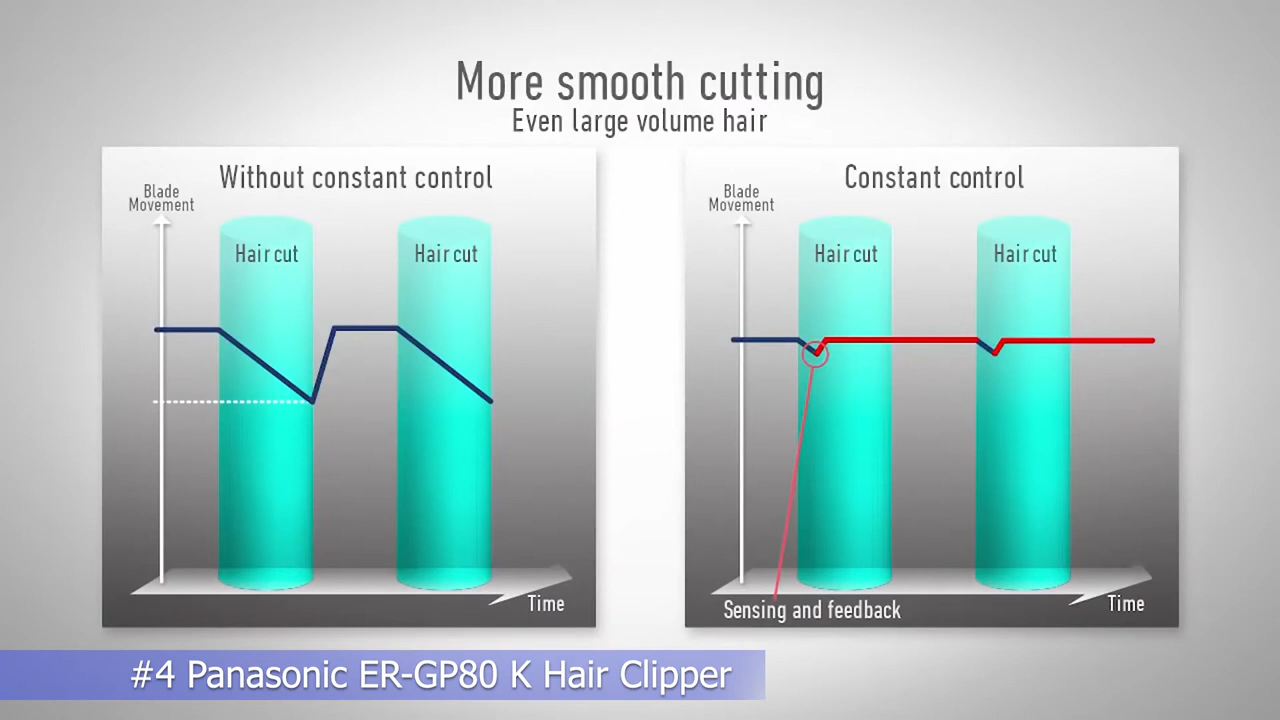 More smooth cutting
Even large volume hair
Without constant control
Blade
Movement
Hair cut
Hair cut
Time
Constant control
Blade
Movement
Hair cut
Hair cut
Sensing and feedback
Time
#4 Panasonic ER-GP80 K Hair Clipper